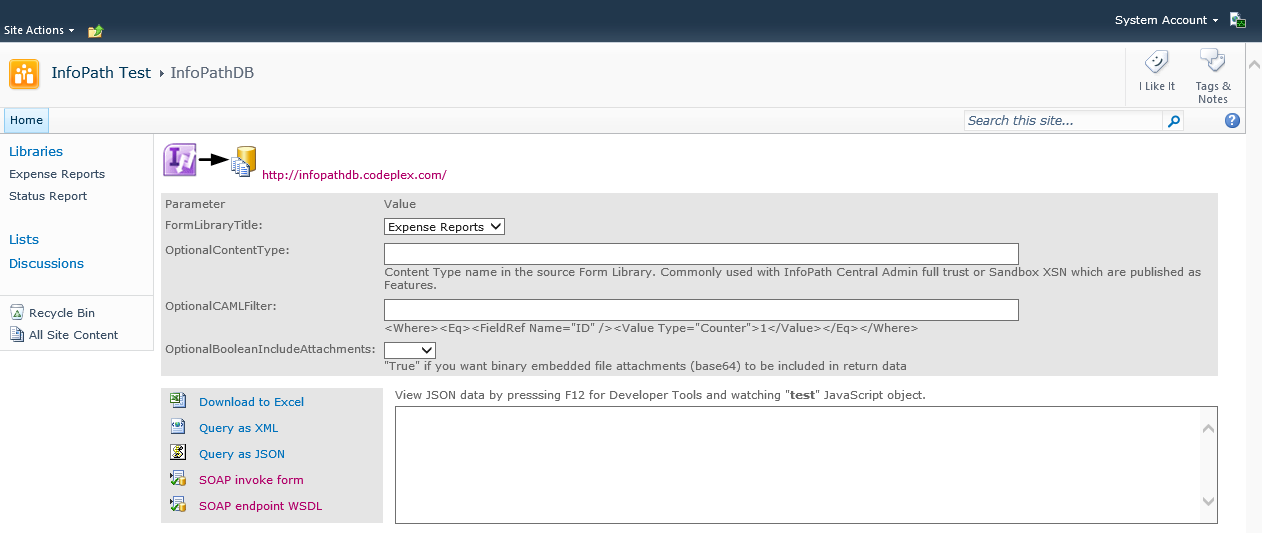 System Account
Site Actions
InfoPath Test InfoPathDB
I Like It
Tags &
Notes
Home
Search this site...
Libraries
Expense Reports
Status Report
Lists
Discussions
Recycle Bin
All Site Content
http://infopathdb.codeplex.com/
Parameter Value
FormLibraryTitle: Expense Reports
OptionalContentType:
Content Type name in the source Form Library. Commonly used with InfoPath Central Admin full trust or Sandbox XSN which are published as
Features.
OptionalCAMLFilter:
<Where><Eq><FieldRef Name="ID" /><Value Type="Counter">1</Value></Eq></Where>
OptionalBooleanIncludeAttachments:
"True" if you want binary embedded file attachments (base64) to be included in return data
Download to Excel
Query as XML
Query as JSON
SOAP invoke form
SOAP endpoint WSDL
View JSON data by presssing F12 for Developer Tools and watching "test" JavaScript object.